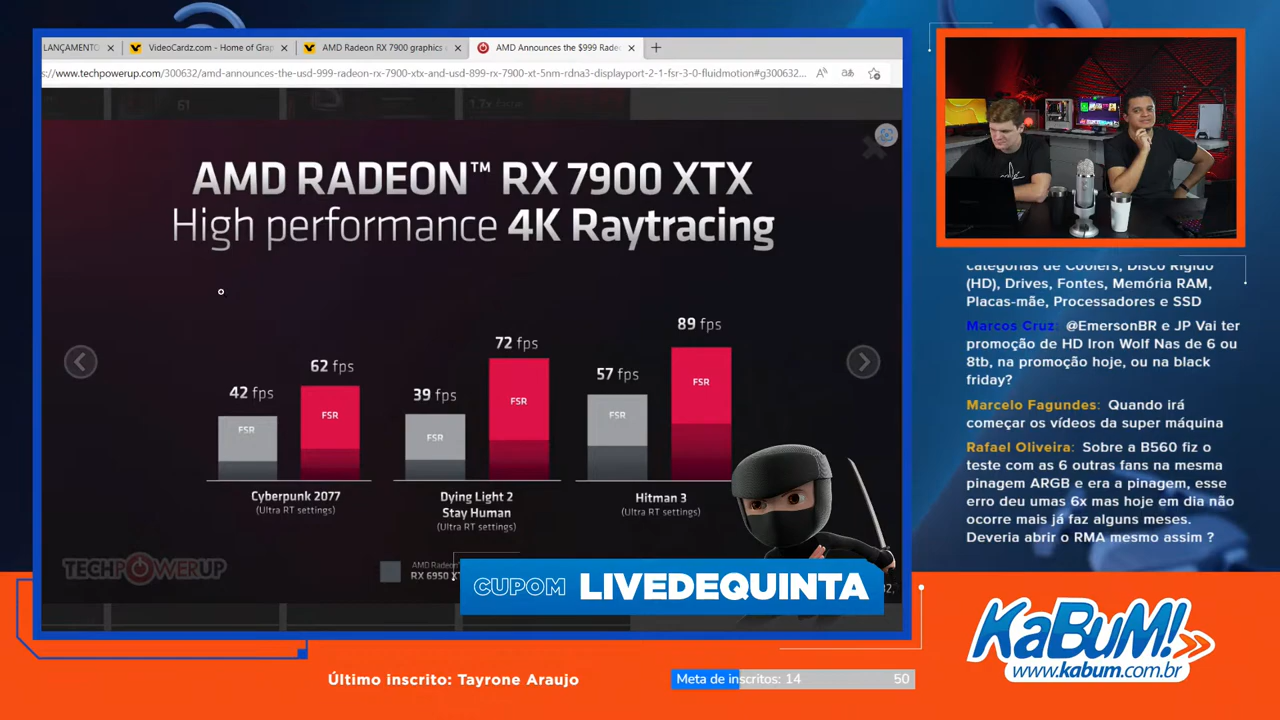 LANÇAMENTO
VideoCardz.com - Home of Grap
AMD Radeon RX 7900 graphics
AMD Announces the $999 Rade
s://www.techpowerup.com/300632/amd-announces-the-usd-999-radeon-rx-7900-xtx-and-usd-899-rx-7900-xt-5nm-rdna3-displayport-2-1-fsr-3-0-fluidmotion#g300632...
61
AMD RADEON™ RX 7900 XTX
High performance 4K Raytracing
42 fps
62 fps
39 fps
72 fps
57 fps
89 fps
FSR
FSR
FSR
FSR
FSR
FSR
Cyberpunk 2077
(Ultra RT settings)
Dying Light 2
Stay Human
(Ultra RT settings)
Hitman 3
(Ultra RT settings)
TECHPOWERUP
AMD Radeon
RX 6950 X
CUPOM LIVEDEQUINTA
categorias de Coolers, Disco Rígido
(HD), Drives, Fontes, Memória RAM,
Placas-mãe, Processadores e SSD
Marcos Cruz: @EmersonBR e JP Vai ter
promoção de HD Iron Wolf Nas de 6 ou
8tb, na promoção hoje, ou na black
friday?
Marcelo Fagundes: Quando irá
começar os vídeos da super máquina
Rafael Oliveira: Sobre a B560 fiz o
teste com as 6 outras fans na mesma
pinagem ARGB e era a pinagem, esse
erro deu umas 6x mas hoje em dia não
ocorre mais já faz alguns meses.
Deveria abrir o RMA mesmo assim ?
KaBuM!
www.kabum.com.br
Último inscrito: Tayrone Araujo
Meta de inscritos: 14
50